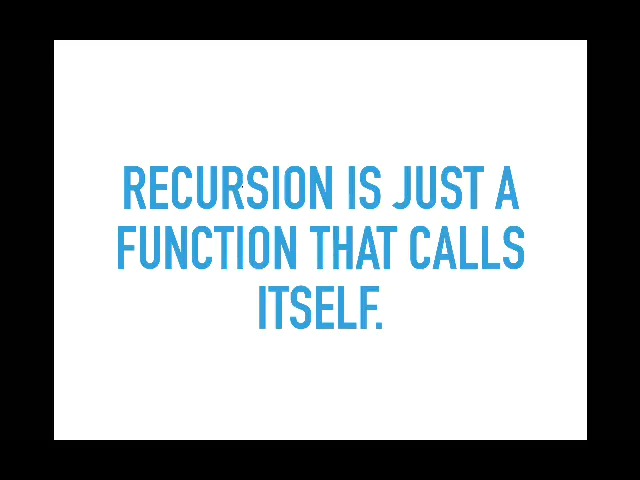 RECURSION IS JUST A
FUNCTION THAT CALLS
ITSELF.